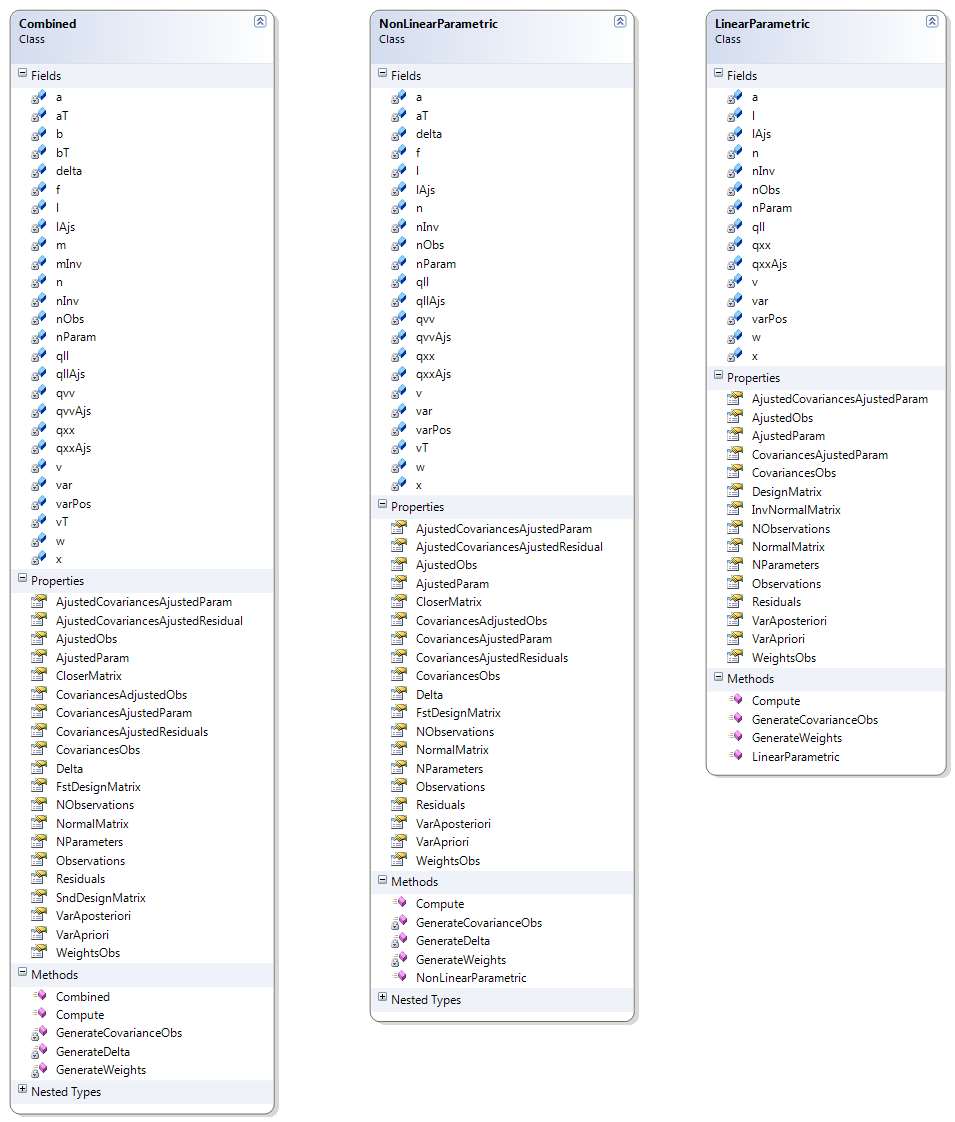 Combined
Class
Fields
a
aT
b
bT
delta
f
l
lAjs
m
mInv
n
nInv
nObs
nParam
qll
qllAjs
qvv
qvvAjs
qxx
qxxAjs
v
var
varPos
vT
w
x
Properties
AjustedCovariancesAjustedParam
AjustedCovariancesAjustedResidual
AjustedObs
AjustedParam
CloserMatrix
CovariancesAdjustedObs
CovariancesAjustedParam
CovariancesAjustedResiduals
CovariancesObs
Delta
FstDesignMatrix
NObservations
NormalMatrix
NParameters
Observations
Residuals
SndDesignMatrix
VarAposteriori
VarApriori
WeightsObs
Methods
Combined
Compute
GenerateCovarianceObs
GenerateDelta
GenerateWeights
Nested Types
NonLinearParametric
Class
Fields
a
aT
delta
f
l
lAjs
n
nInv
nObs
nParam
qll
qllAjs
qvv
qvvAjs
qxx
qxxAjs
v
var
varPos
vT
w
x
Properties
AjustedCovariancesAjustedParam
AjustedCovariancesAjustedResidual
AjustedObs
AjustedParam
CloserMatrix
CovariancesAdjustedObs
CovariancesAjustedParam
CovariancesAjustedResiduals
CovariancesObs
Delta
FstDesignMatrix
NObservations
NormalMatrix
NParameters
Observations
Residuals
VarAposteriori
VarApriori
WeightsObs
Methods
Compute
GenerateCovarianceObs
GenerateDelta
GenerateWeights
NonLinearParametric
Nested Types
LinearParametric
Class
Fields
a
l
lAjs
n
nInv
nObs
nParam
qll
qxx
qxxAjs
v
var
varPos
w
x
Properties
AjustedCovariancesAjustedParam
AjustedObs
AjustedParam
CovariancesAjustedParam
CovariancesObs
DesignMatrix
InvNormalMatrix
NObservations
NormalMatrix
NParameters
Observations
Residuals
VarAposteriori
VarApriori
WeightsObs
Methods
Compute
GenerateCovarianceObs
GenerateWeights
LinearParametric